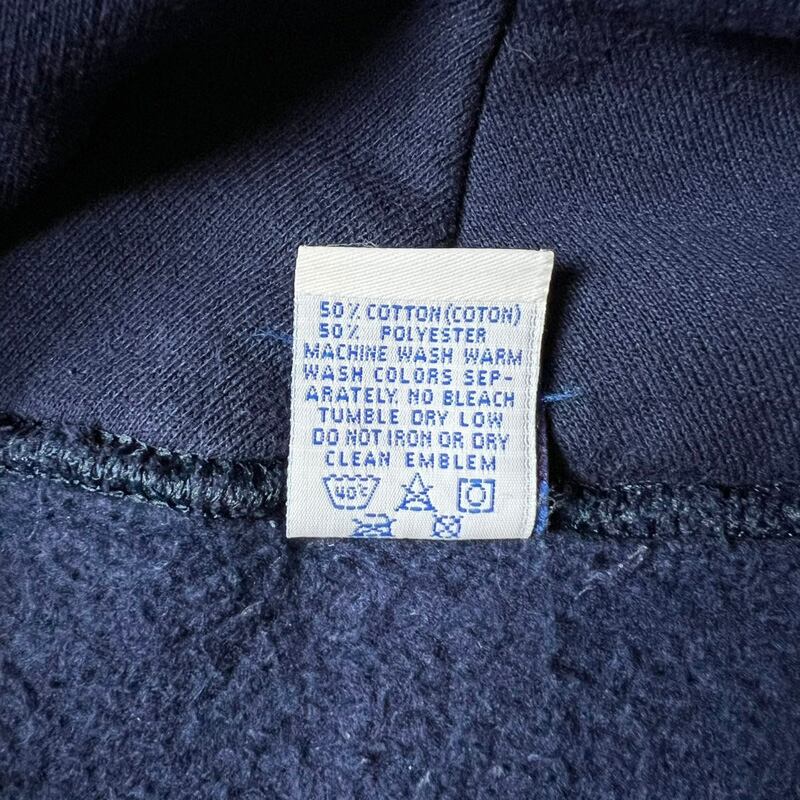 50% COTTON(COTON)
50% POLYESTER
MACHINE WASH WARM
WASH COLORS SEP-
ARATELY. NO BLEACH
TUMBLE DRY LOW
DO NOT IRON OR DRY
CLEAN EMBLEM
40C